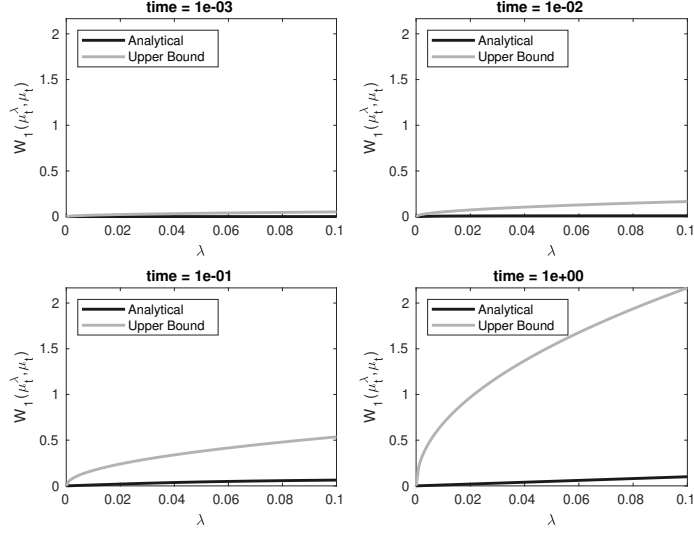 time = 1e-03
2
1.5
1
0.5
0
W₁(μₜ^λ, μₜ)
Analytical
Upper Bound
0 0.02 0.04 0.06 0.08 0.1
λ
time = 1e-02
2
1.5
1
0.5
0
W₁(μₜ^λ, μₜ)
Analytical
Upper Bound
0 0.02 0.04 0.06 0.08 0.1
λ
time = 1e-01
2
1.5
1
0.5
0
W₁(μₜ^λ, μₜ)
Analytical
Upper Bound
0 0.02 0.04 0.06 0.08 0.1
λ
time = 1e+00
2
1.5
1
0.5
0
W₁(μₜ^λ, μₜ)
Analytical
Upper Bound
0 0.02 0.04 0.06 0.08 0.1
λ